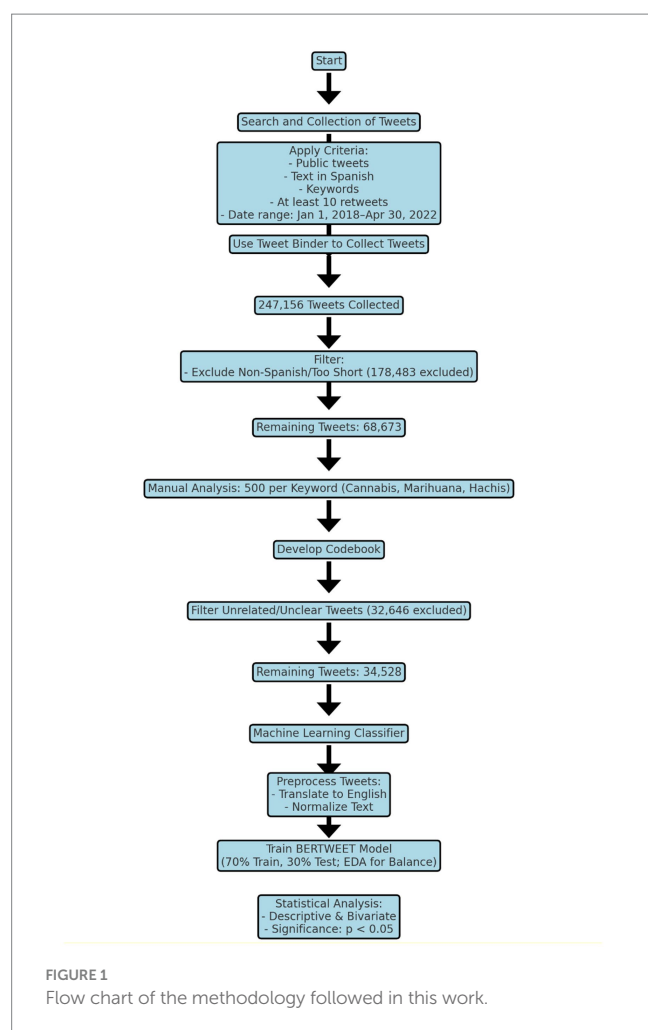 Start
Search and Collection of Tweets
Apply Criteria:
- Public tweets
- Text in Spanish
- Keywords
- At least 10 retweets
- Date range: Jan 1, 2018–Apr 30, 2022
Use Tweet Binder to Collect Tweets
247,156 Tweets Collected
Filter:
- Exclude Non-Spanish/Too Short (178,483 excluded)
Remaining Tweets: 68,673
Manual Analysis: 500 per Keyword (Cannabis, Marihuana, Hachis)
Develop Codebook
Filter Unrelated/Unclear Tweets (32,646 excluded)
Remaining Tweets: 34,528
Machine Learning Classifier
Preprocess Tweets:
- Translate to English
- Normalize Text
Train BERTWEET Model
(70% Train, 30% Test; EDA for Balance)
Statistical Analysis:
- Descriptive & Bivariate
- Significance: p < 0.05
FIGURE 1
Flow chart of the methodology followed in this work.